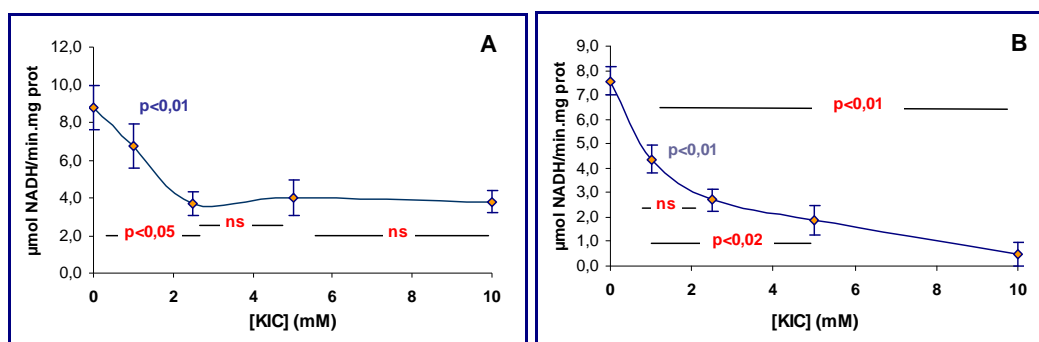 A
µmol NADH/min.mg prot
12,0
10,0
8,0
6,0
4,0
2,0
0,0
p<0,01
p<0,05
ns
ns
0 2 4 6 8 10
[KIC] (mM)
B
µmol NADH/min.mg prot
9,0
8,0
7,0
6,0
5,0
4,0
3,0
2,0
1,0
0,0
p<0,01
p<0,01
ns
p<0,02
0 2 4 6 8 10
[KIC] (mM)